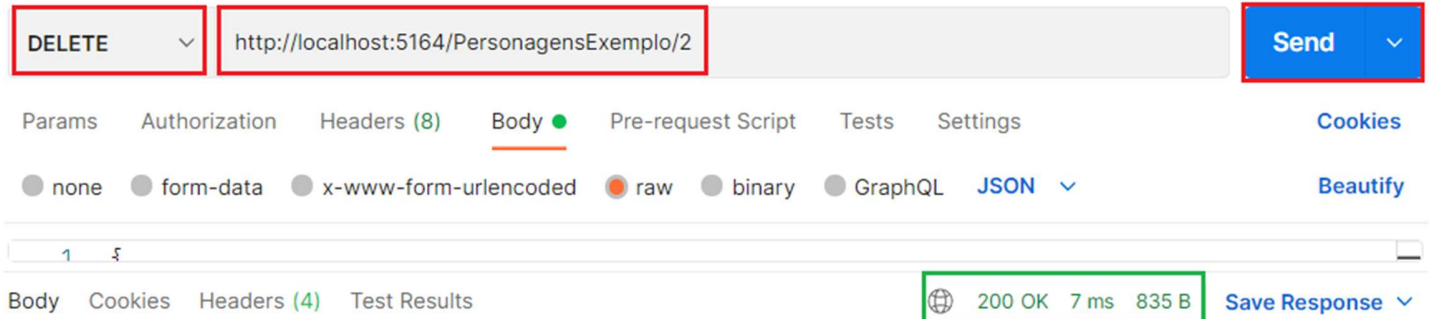 DELETE http://localhost:5164/PersonagensExemplo/2 Send
Params Authorization Headers (8) Body Pre-request Script Tests Settings Cookies
none form-data x-www-form-urlencoded raw binary GraphQL JSON Beautify
1 {
Body Cookies Headers (4) Test Results 200 OK 7 ms 835 B Save Response